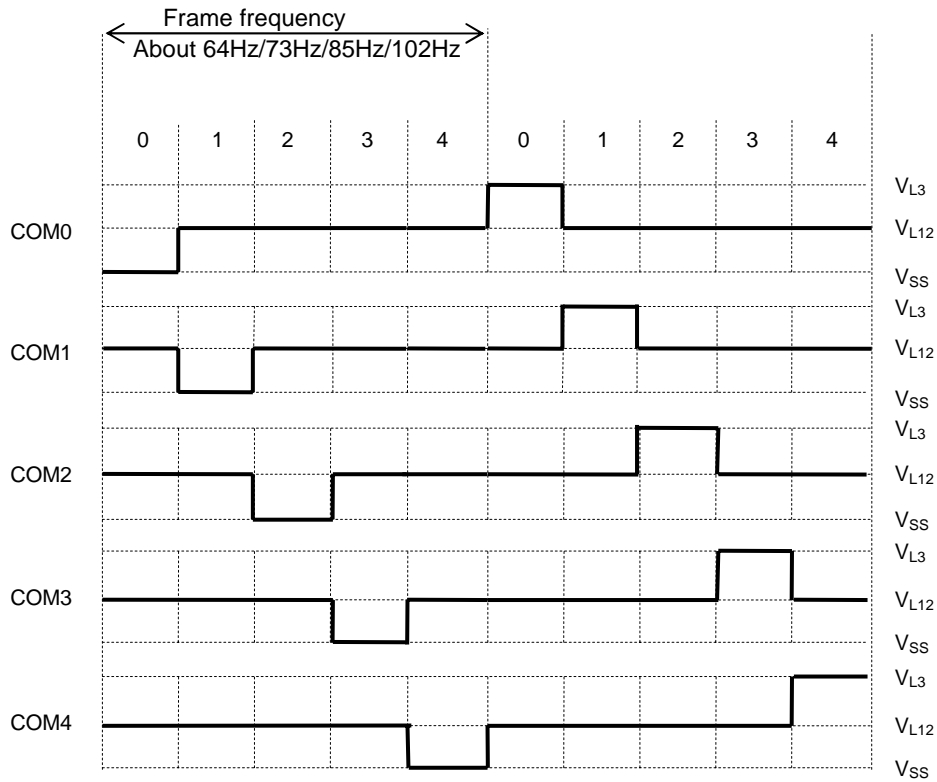 Frame frequency
About 64Hz/73Hz/85Hz/102Hz
0 1 2 3 4 0 1 2 3 4
VL3
COM0 VL12
VSS
VL3
COM1 VL12
VSS
VL3
COM2 VL12
VSS
VL3
COM3 VL12
VSS
VL3
COM4 VL12
VSS